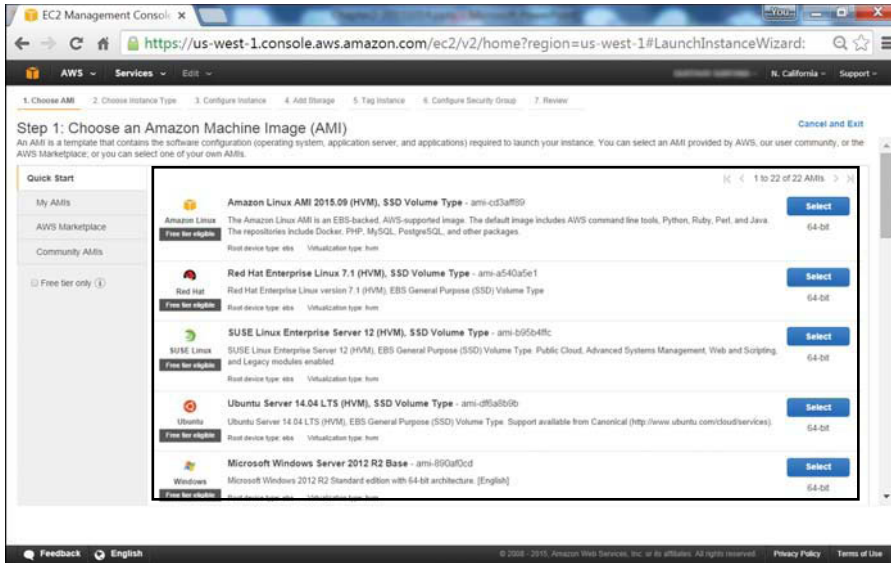 EC2 Management Consol
https://us-west-1.console.aws.amazon.com/ec2/v2/home?region=us-west-1#LaunchInstanceWizard:
AWS Services Edit N. California Support
1. Choose AMI 2. Choose Instance Type 3. Configure Instance 4. Add Storage 5. Tag Instance 6. Configure Security Group 7. Review
Step 1: Choose an Amazon Machine Image (AMI)
Cancel and Exit
An AMI is a template that contains the software configuration (operating system, application server, and applications) required to launch your instance. You can select an AMI provided by AWS, our user community, or the
AWS Marketplace; or you can select one of your own AMIs.
Quick Start
My AMIs
AWS Marketplace
Community AMIs
Free tier only
1 to 22 of 22 AMIs
Amazon Linux
Free tier eligible
Amazon Linux AMI 2015.09 (HVM), SSD Volume Type - ami-cd3aff89
The Amazon Linux AMI is an EBS-backed, AWS-supported image. The default image includes AWS command line tools, Python, Ruby, Perl, and Java.
The repositories include Docker, PHP, MySQL, PostgreSQL, and other packages.
Root device type: ebs Virtualization type: hvm
Select
64-bit
Red Hat
Free tier eligible
Red Hat Enterprise Linux 7.1 (HVM), SSD Volume Type - ami-a540a5e1
Red Hat Enterprise Linux version 7.1 (HVM), EBS General Purpose (SSD) Volume Type
Root device type: ebs Virtualization type: hvm
Select
64-bit
SUSE Linux
Free tier eligible
SUSE Linux Enterprise Server 12 (HVM), SSD Volume Type - ami-b95b4ffc
SUSE Linux Enterprise Server 12 (HVM), EBS General Purpose (SSD) Volume Type. Public Cloud, Advanced Systems Management, Web and Scripting,
and Legacy modules enabled.
Root device type: ebs Virtualization type: hvm
Select
64-bit
Ubuntu
Free tier eligible
Ubuntu Server 14.04 LTS (HVM), SSD Volume Type - ami-df6a8b9b
Ubuntu Server 14.04 LTS (HVM), EBS General Purpose (SSD) Volume Type. Support available from Canonical (http://www.ubuntu.com/cloud/services).
Root device type: ebs Virtualization type: hvm
Select
64-bit
Windows
Free tier eligible
Microsoft Windows Server 2012 R2 Base - ami-890af0cd
Microsoft Windows 2012 R2 Standard edition with 64-bit architecture. [English]
Root device type: ebs Virtualization type: hvm
Select
64-bit
Feedback English
© 2008 - 2015, Amazon Web Services, Inc. or its affiliates. All rights reserved. Privacy Policy Terms of Use